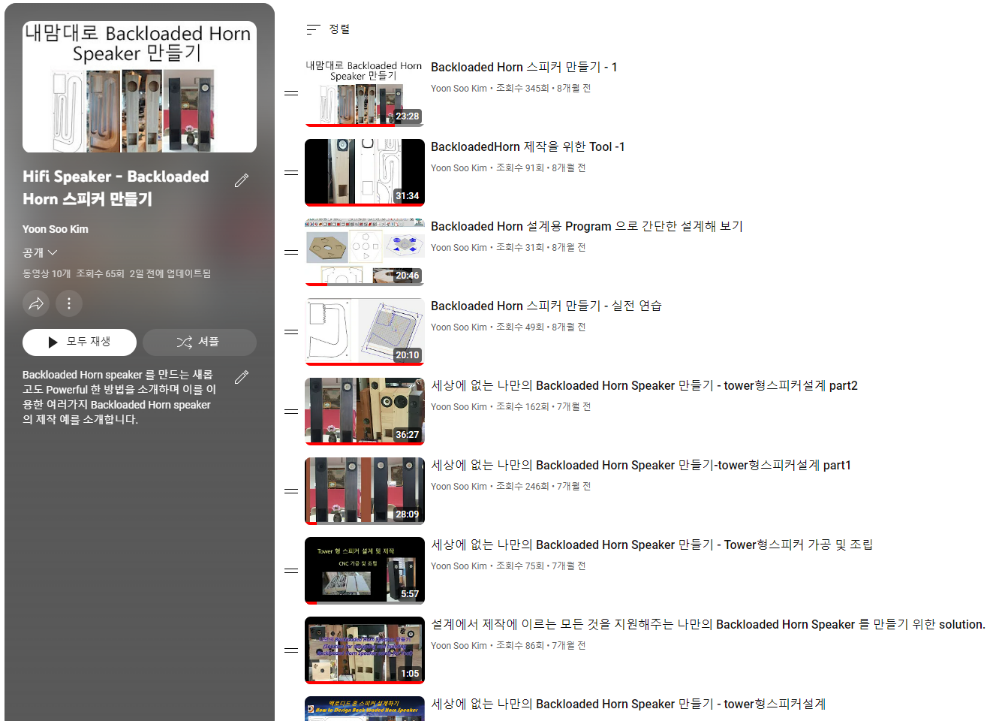 내맘대로 Backloaded Horn
Speaker 만들기
Hifi Speaker - Backloaded
Horn 스피커 만들기
Yoon Soo Kim
공개
동영상 10개 조회수 65회 2일 전에 업데이트됨
모두 재생
셔플
Backloaded Horn speaker 를 만드는 새롭
고도 Powerful 한 방법을 소개하며 이를 이
용한 여러가지 Backloaded Horn speaker
의 제작 예를 소개합니다.
정렬
내맘대로 Backloaded Horn
Speaker 만들기
23:28
Backloaded Horn 스피커 만들기 - 1
Yoon Soo Kim • 조회수 345회 • 8개월 전
31:34
BackloadedHorn 제작을 위한 Tool -1
Yoon Soo Kim • 조회수 91회 • 8개월 전
20:46
Backloaded Horn 설계용 Program 으로 간단한 설계해 보기
Yoon Soo Kim • 조회수 31회 • 8개월 전
20:10
Backloaded Horn 스피커 만들기 - 실전 연습
Yoon Soo Kim • 조회수 49회 • 8개월 전
36:27
세상에 없는 나만의 Backloaded Horn Speaker 만들기 - tower형스피커설계 part2
Yoon Soo Kim • 조회수 162회 • 7개월 전
28:09
세상에 없는 나만의 Backloaded Horn Speaker 만들기-tower형스피커설계 part1
Yoon Soo Kim • 조회수 246회 • 7개월 전
Tower 형 스피커 설계 및 제작
CNC 가공 및 조립
5:57
세상에 없는 나만의 Backloaded Horn Speaker 만들기 - Tower형스피커 가공 및 조립
Yoon Soo Kim • 조회수 75회 • 7개월 전
1:05
설계에서 제작에 이르는 모든 것을 지원해주는 나만의 Backloaded Horn Speaker 를 만들기 위한 solution.
Yoon Soo Kim • 조회수 86회 • 7개월 전
백로디드 혼 스피커 설계하기
How to Design Back Loaded Horn Speaker
세상에 없는 나만의 Backloaded Horn Speaker 만들기 - tower형스피커설계